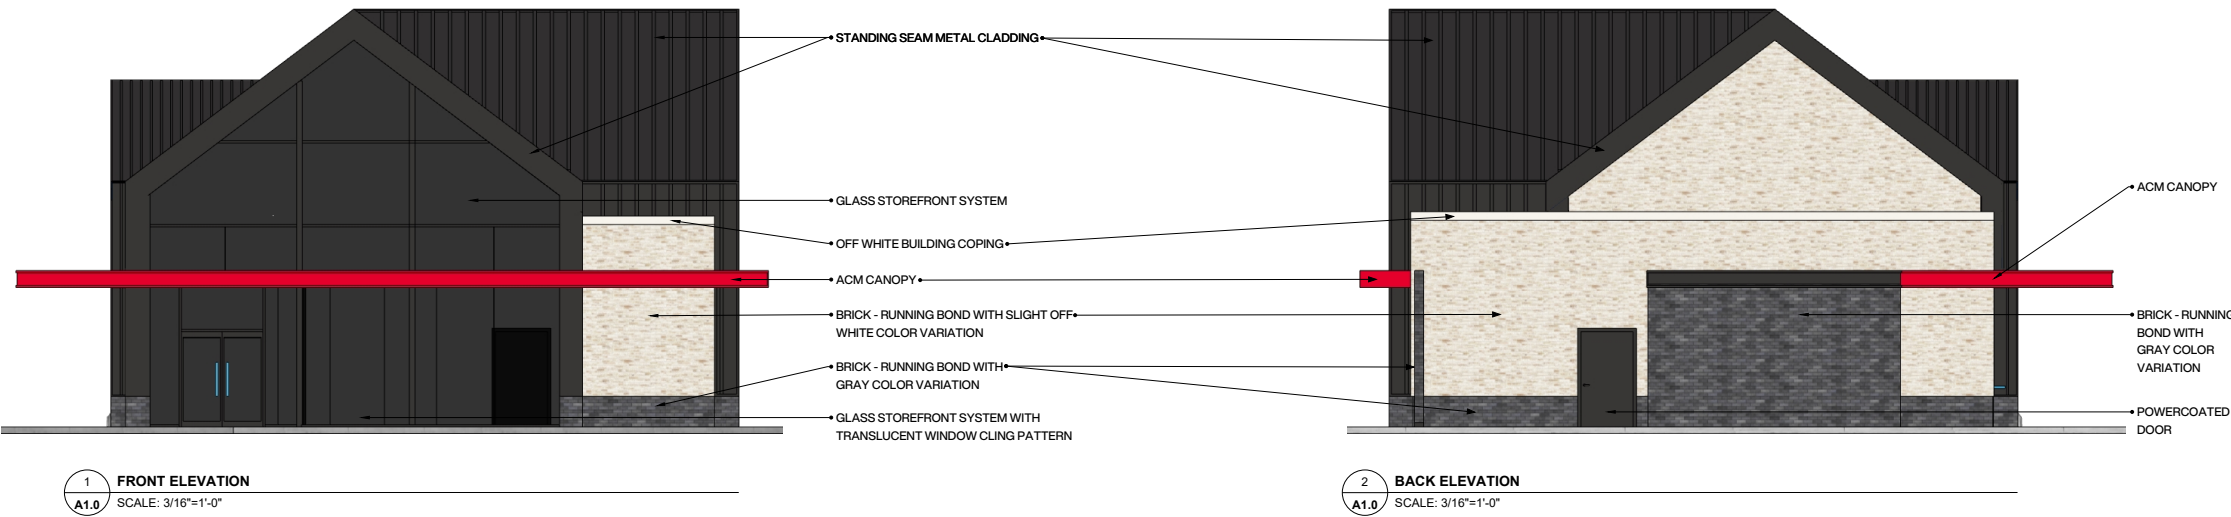 STANDING SEAM METAL CLADDING
GLASS STOREFRONT SYSTEM
OFF WHITE BUILDING COPING
ACM CANOPY
BRICK - RUNNING BOND WITH SLIGHT OFF
WHITE COLOR VARIATION
BRICK - RUNNING BOND WITH
GRAY COLOR VARIATION
GLASS STOREFRONT SYSTEM WITH
TRANSLUCENT WINDOW CLING PATTERN
ACM CANOPY
BRICK - RUNNING
BOND WITH
GRAY COLOR
VARIATION
POWERCOATED
DOOR
1
A1.0
FRONT ELEVATION
SCALE: 3/16"=1'-0"
2
A1.0
BACK ELEVATION
SCALE: 3/16"=1'-0"